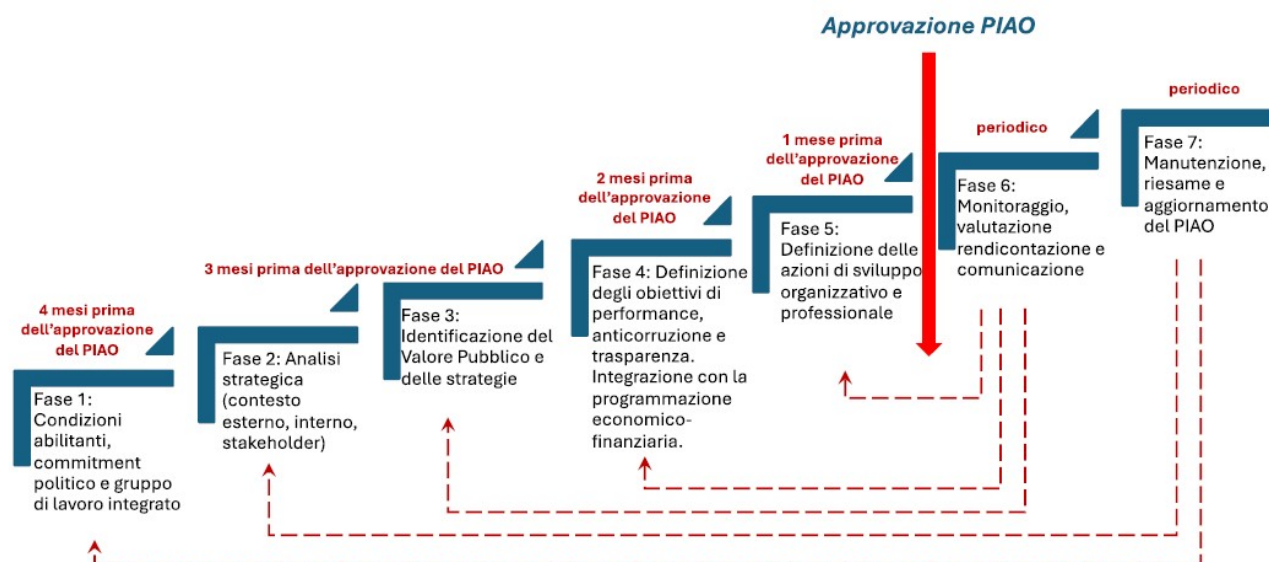 Approvazione PIAO
4 mesi prima
dell'approvazione
del PIAO
Fase 1:
Condizioni
abilitanti,
commitment
politico e gruppo
di lavoro integrato
3 mesi prima dell'approvazione del PIAO
Fase 2: Analisi
strategica
(contesto
esterno, interno,
stakeholder)
Fase 3:
Identificazione del
Valore Pubblico e
delle strategie
2 mesi prima
dell'approvazione
del PIAO
Fase 4: Definizione
degli obiettivi di
performance,
anticorruzione e
trasparenza.
Integrazione con la
programmazione
economico-
finanziaria.
1 mese prima
dell'approvazione
del PIAO
Fase 5:
Definizione delle
azioni di sviluppo
organizzativo e
professionale
periodico
Fase 6:
Monitoraggio,
valutazione
rendicontazione e
comunicazione
periodico
Fase 7:
Manutenzione,
riesame e
aggiornamento
del PIAO